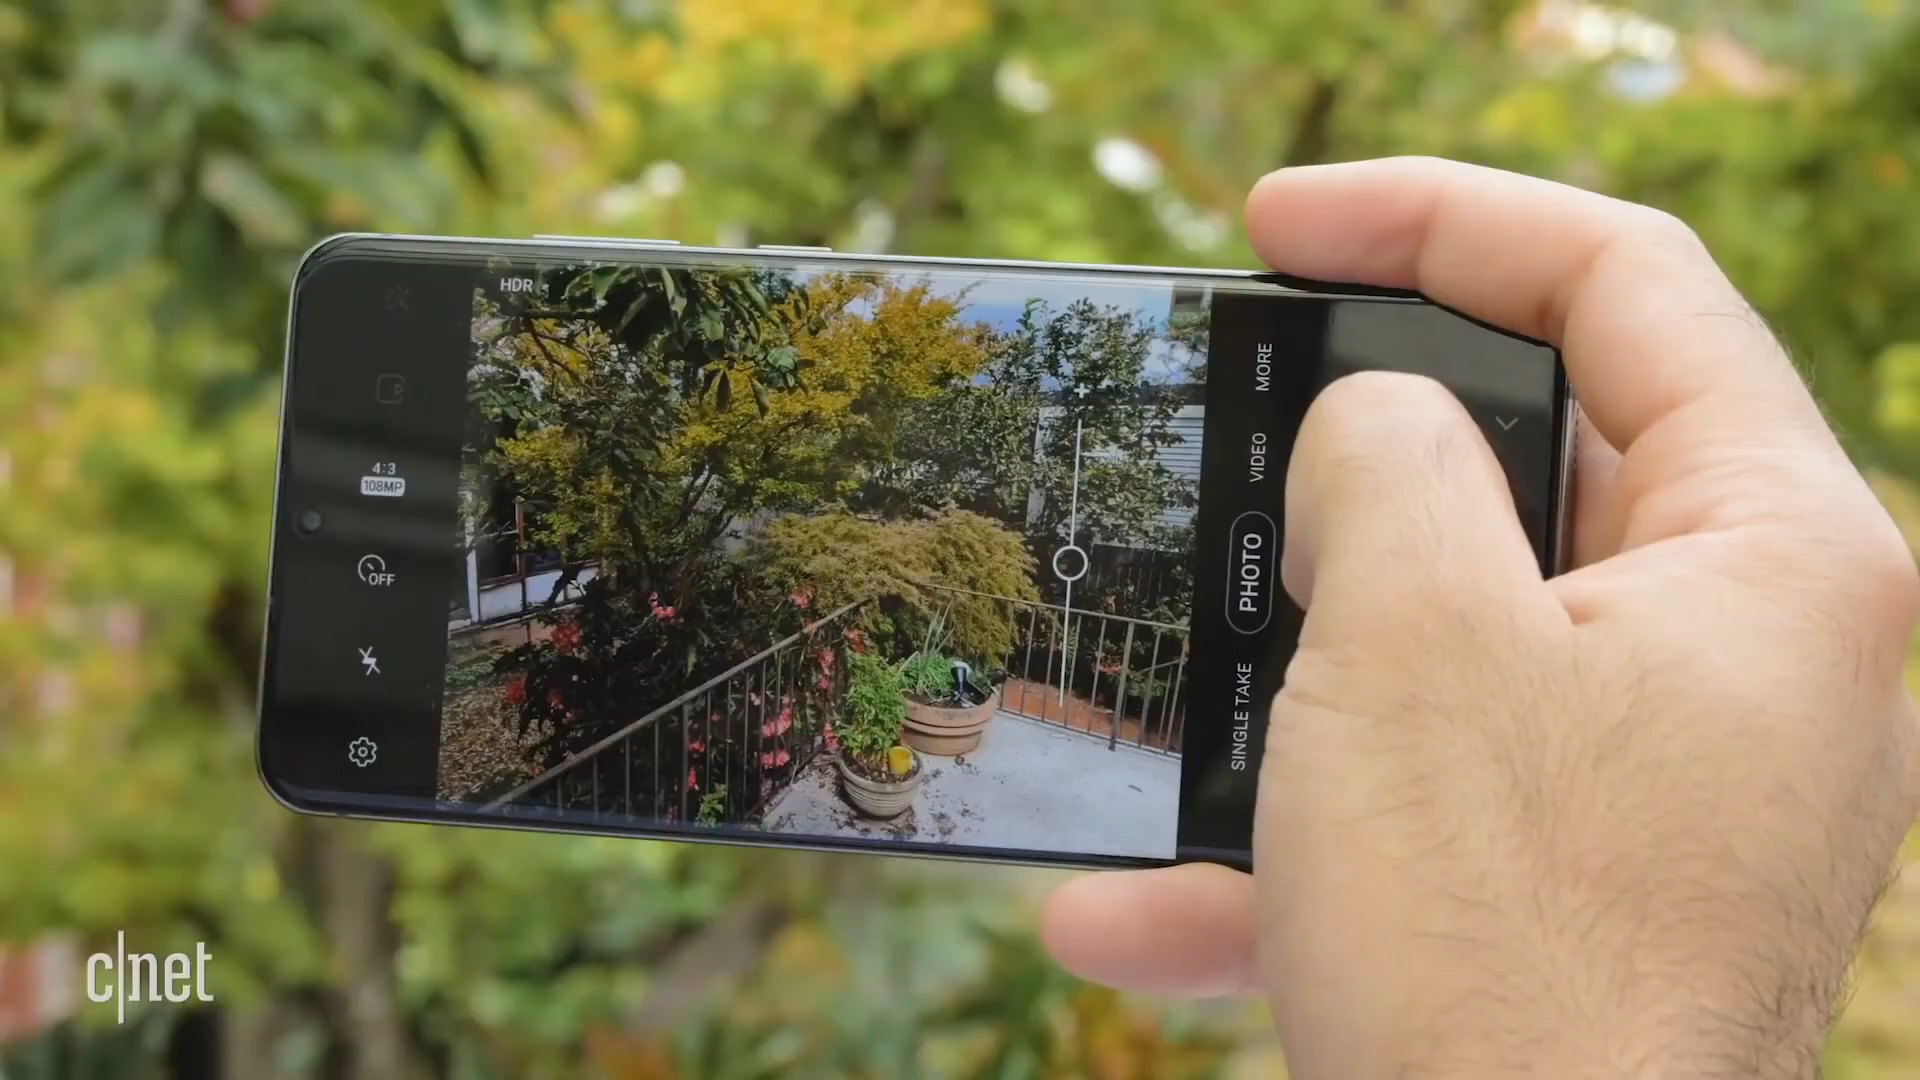 HDR
4:3
108MP
OFF
MORE
VIDEO
PHOTO
SINGLE TAKE
c|net